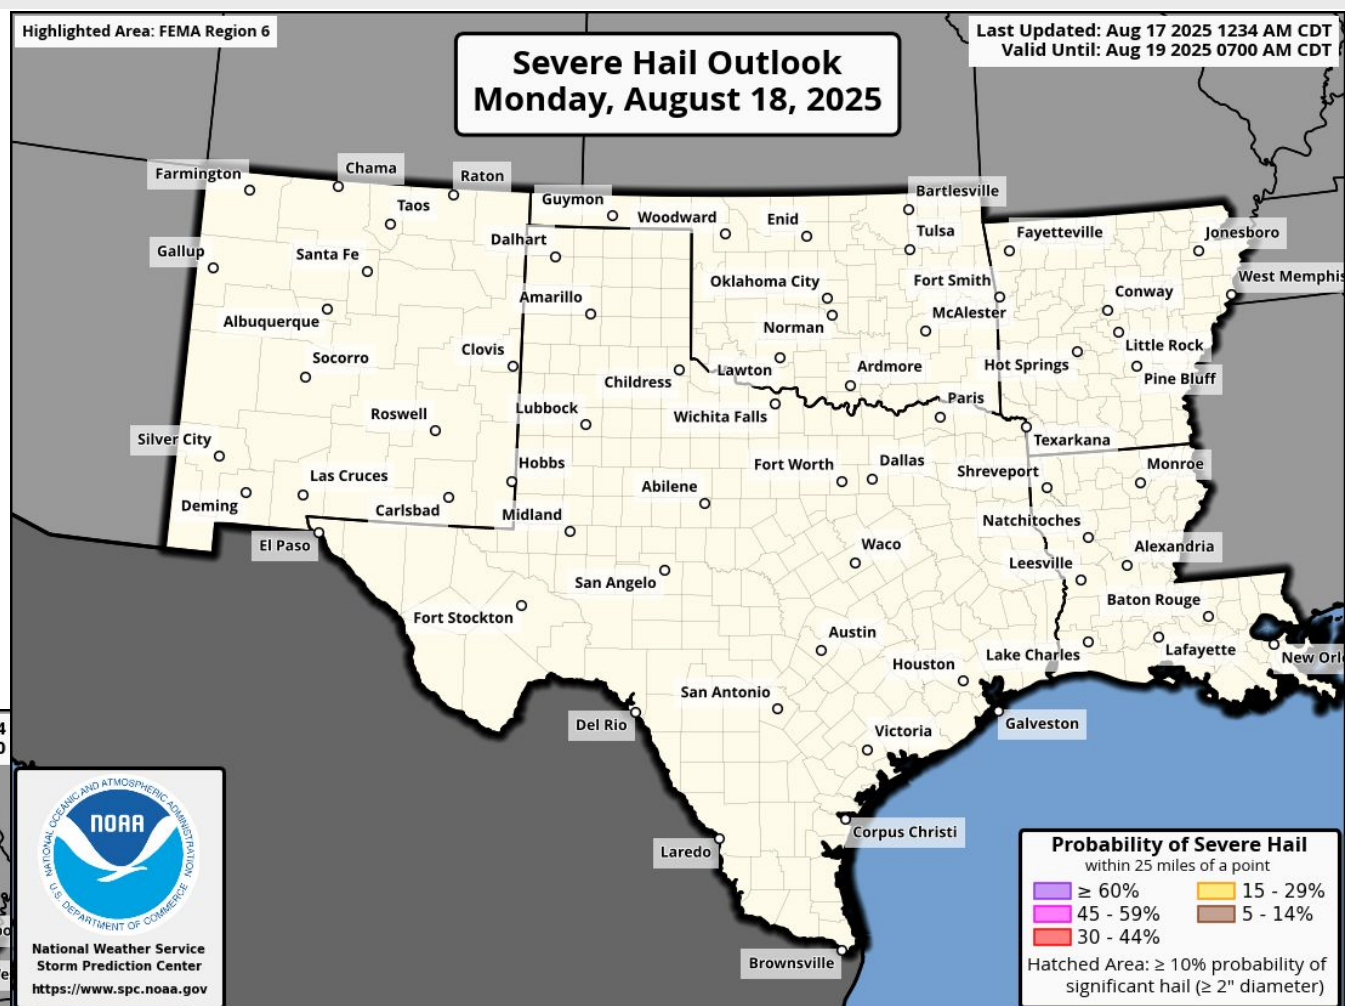 Highlighted Area: FEMA Region 6
Last Updated: Aug 17 2025 1234 AM CDT
Valid Until: Aug 19 2025 0700 AM CDT
Severe Hail Outlook
Monday, August 18, 2025
Farmington
Chama
Raton
Guymon
Bartlesville
Taos
Woodward
Enid
Tulsa
Fayetteville
Jonesboro
Gallup
Santa Fe
Dalhart
Oklahoma City
Fort Smith
West Memphis
Albuquerque
Amarillo
Norman
McAlester
Conway
Little Rock
Socorro
Clovis
Childress
Lawton
Ardmore
Hot Springs
Pine Bluff
Roswell
Lubbock
Wichita Falls
Paris
Texarkana
Silver City
Las Cruces
Hobbs
Abilene
Fort Worth
Dallas
Shreveport
Monroe
Deming
Carlsbad
Midland
Natchitoches
El Paso
San Angelo
Waco
Leesville
Alexandria
Fort Stockton
Austin
Baton Rouge
Houston
Lake Charles
Lafayette
New Orl
San Antonio
Del Rio
Victoria
Galveston
4
0
Laredo
Corpus Christi
Brownsville
NOAA
NATIONAL OCEANIC AND ATMOSPHERIC ADMINISTRATION
U.S. DEPARTMENT OF COMMERCE
National Weather Service
Storm Prediction Center
https://www.spc.noaa.gov
Probability of Severe Hail
within 25 miles of a point
≥ 60%
15 - 29%
45 - 59%
5 - 14%
30 - 44%
Hatched Area: ≥ 10% probability of
significant hail (≥ 2" diameter)